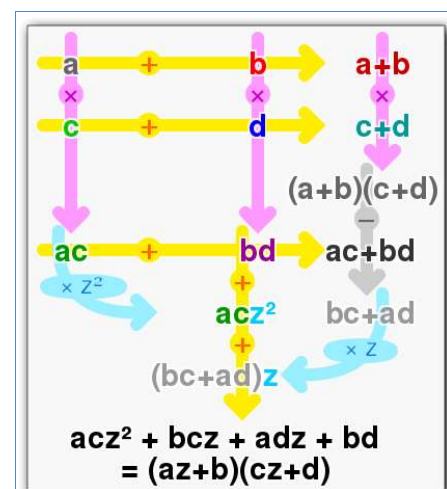 a + b a+b
× × ×
c + d c+d
(a+b)(c+d)
−
ac + bd ac+bd
× z² +
acz² bc+ad
+ × z
(bc+ad)z
acz² + bcz + adz + bd
= (az+b)(cz+d)